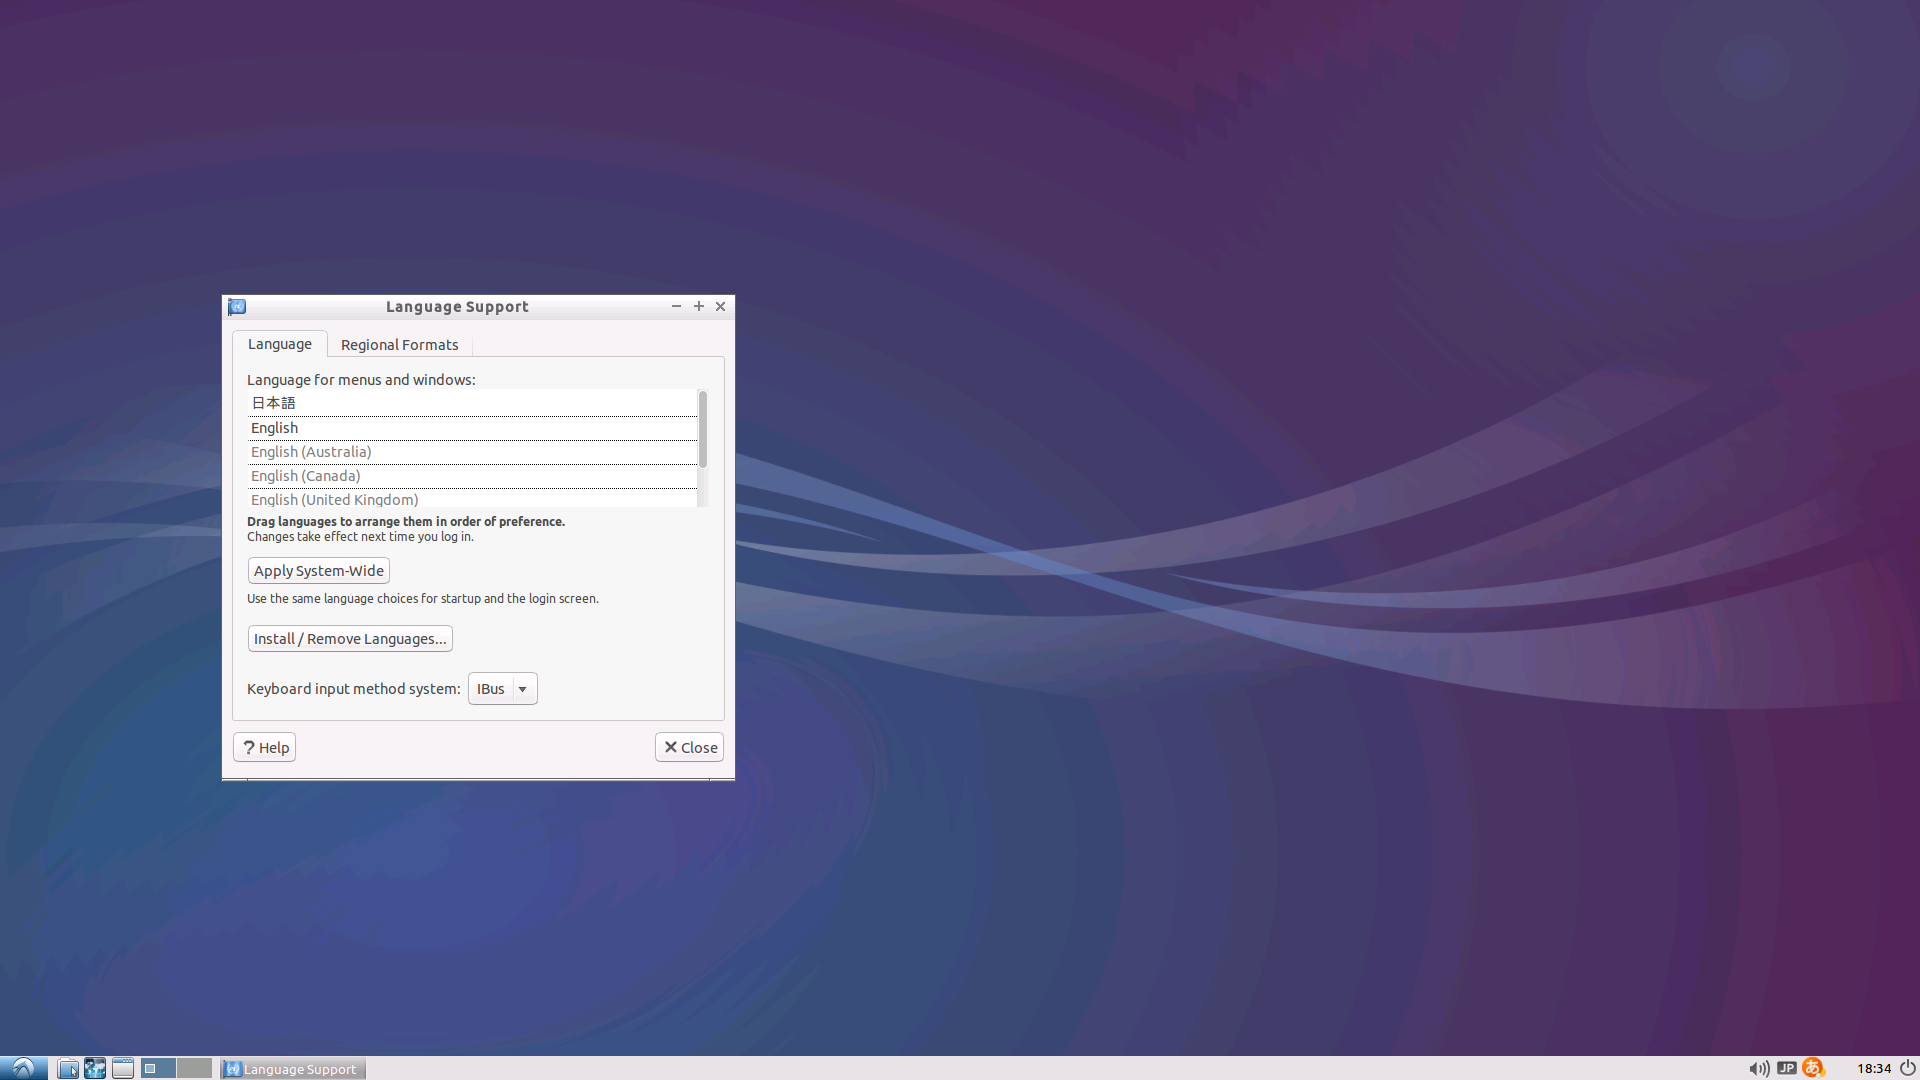 Language Support
Language
Regional Formats
Language for menus and windows:
日本語
English
English (Australia)
English (Canada)
English (United Kingdom)
Drag languages to arrange them in order of preference.
Changes take effect next time you log in.
Apply System-Wide
Use the same language choices for startup and the login screen.
Install / Remove Languages...
Keyboard input method system: IBus
Help
Close
Language Support
JP
あ
18:34